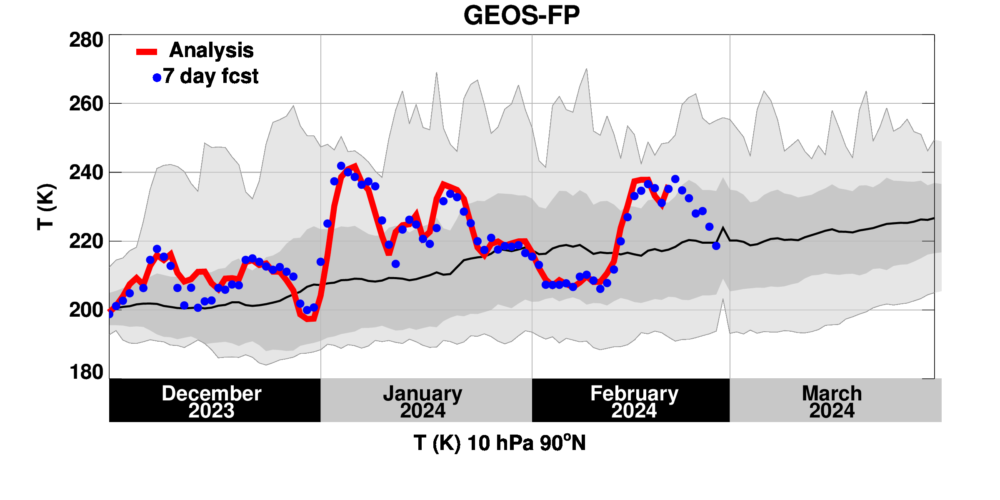 GEOS-FP
280
Analysis
7 day fcst
260
240
T (K)
220
200
180
December
2023
January
2024
February
2024
March
2024
T (K) 10 hPa 90°N